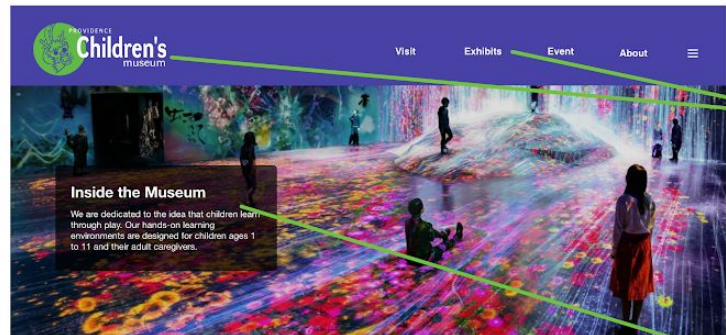 PROVIDENCE
Children's
museum
Visit Exhibits Event About
Inside the Museum
We are dedicated to the idea that children learn
through play. Our hands-on learning
environments are designed for children ages 1
to 11 and their adult caregivers.